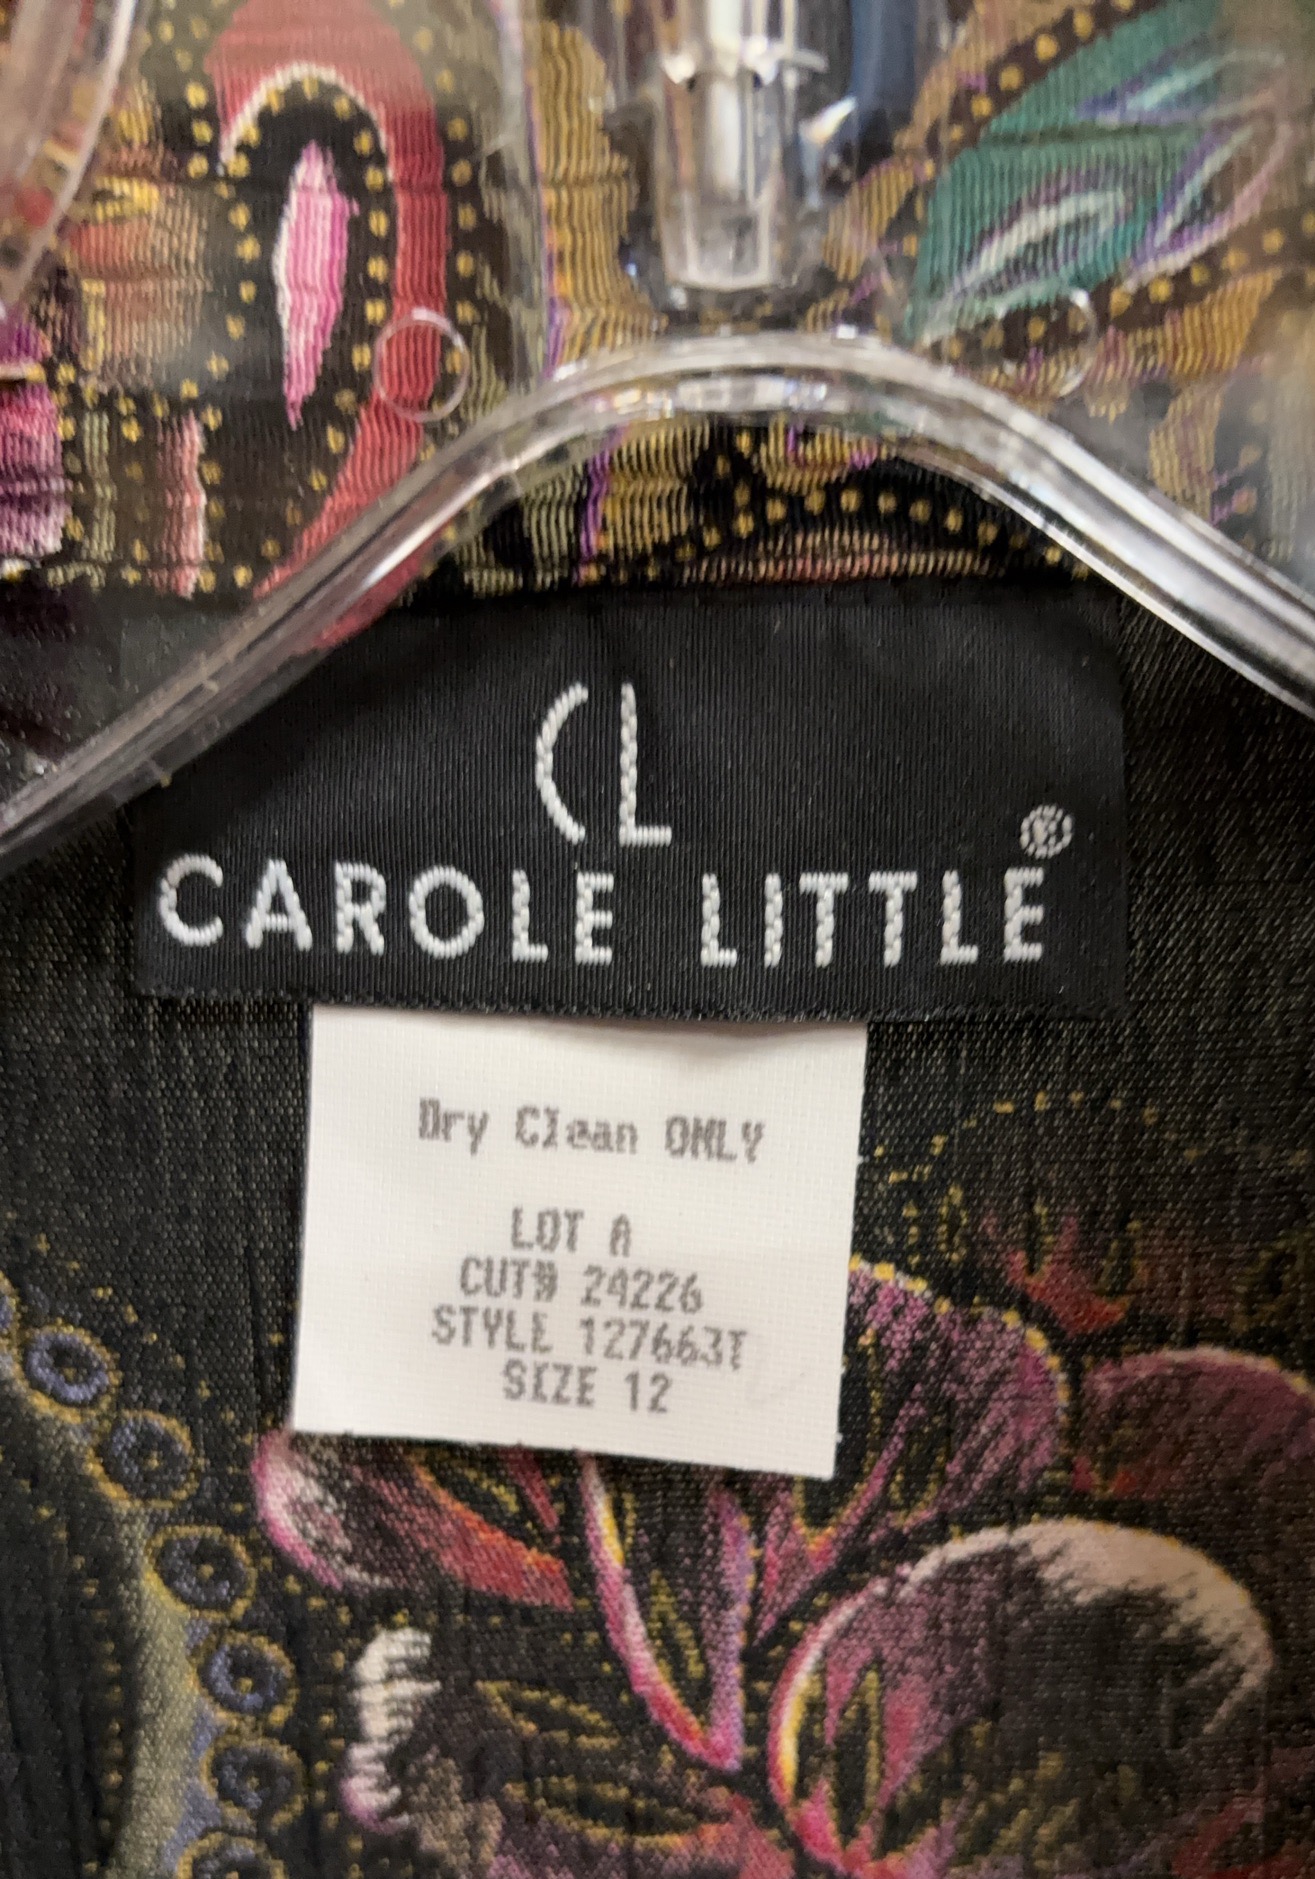 CL
CAROLE LITTLE®
Dry Clean ONLY
LOT A
CUT# 24226
STYLE 127663T
SIZE 12